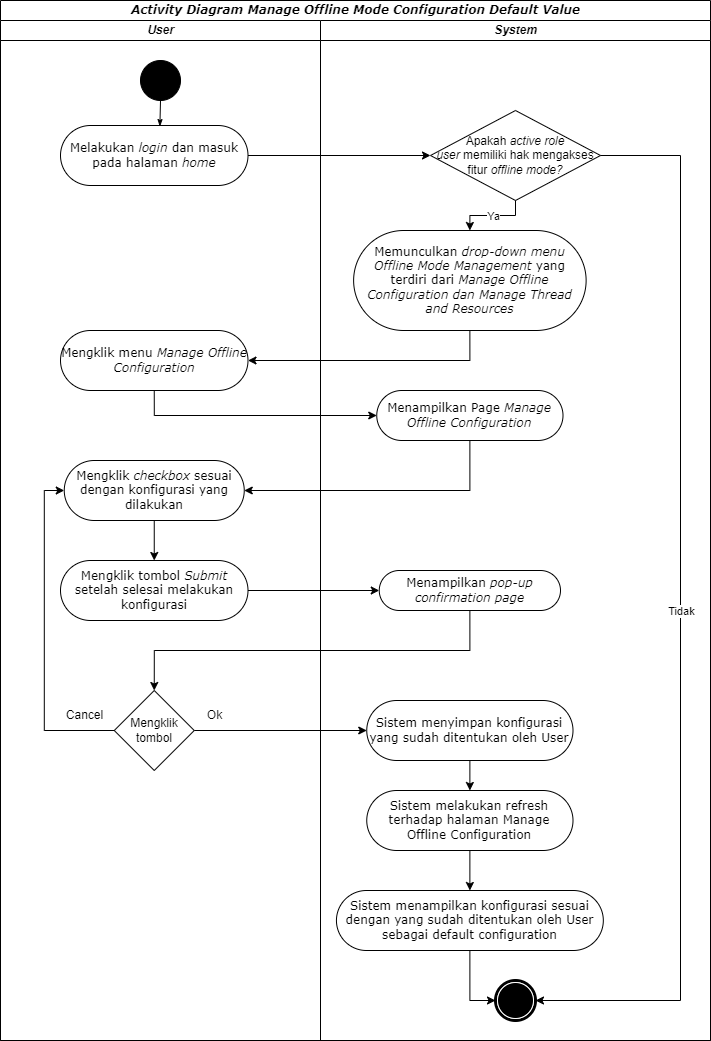 Activity Diagram Manage Offline Mode Configuration Default Value
User
System
Melakukan login dan masuk
pada halaman home
Apakah active role
user memiliki hak mengakses
fitur offline mode?
Ya
Memunculkan drop-down menu
Offline Mode Management yang
terdiri dari Manage Offline
Configuration dan Manage Thread
and Resources
Mengklik menu Manage Offline
Configuration
Menampilkan Page Manage
Offline Configuration
Mengklik checkbox sesuai
dengan konfigurasi yang
dilakukan
Mengklik tombol Submit
setelah selesai melakukan
konfigurasi
Menampilkan pop-up
confirmation page
Tidak
Cancel
Mengklik
tombol
Ok
Sistem menyimpan konfigurasi
yang sudah ditentukan oleh User
Sistem melakukan refresh
terhadap halaman Manage
Offline Configuration
Sistem menampilkan konfigurasi sesuai
dengan yang sudah ditentukan oleh User
sebagai default configuration